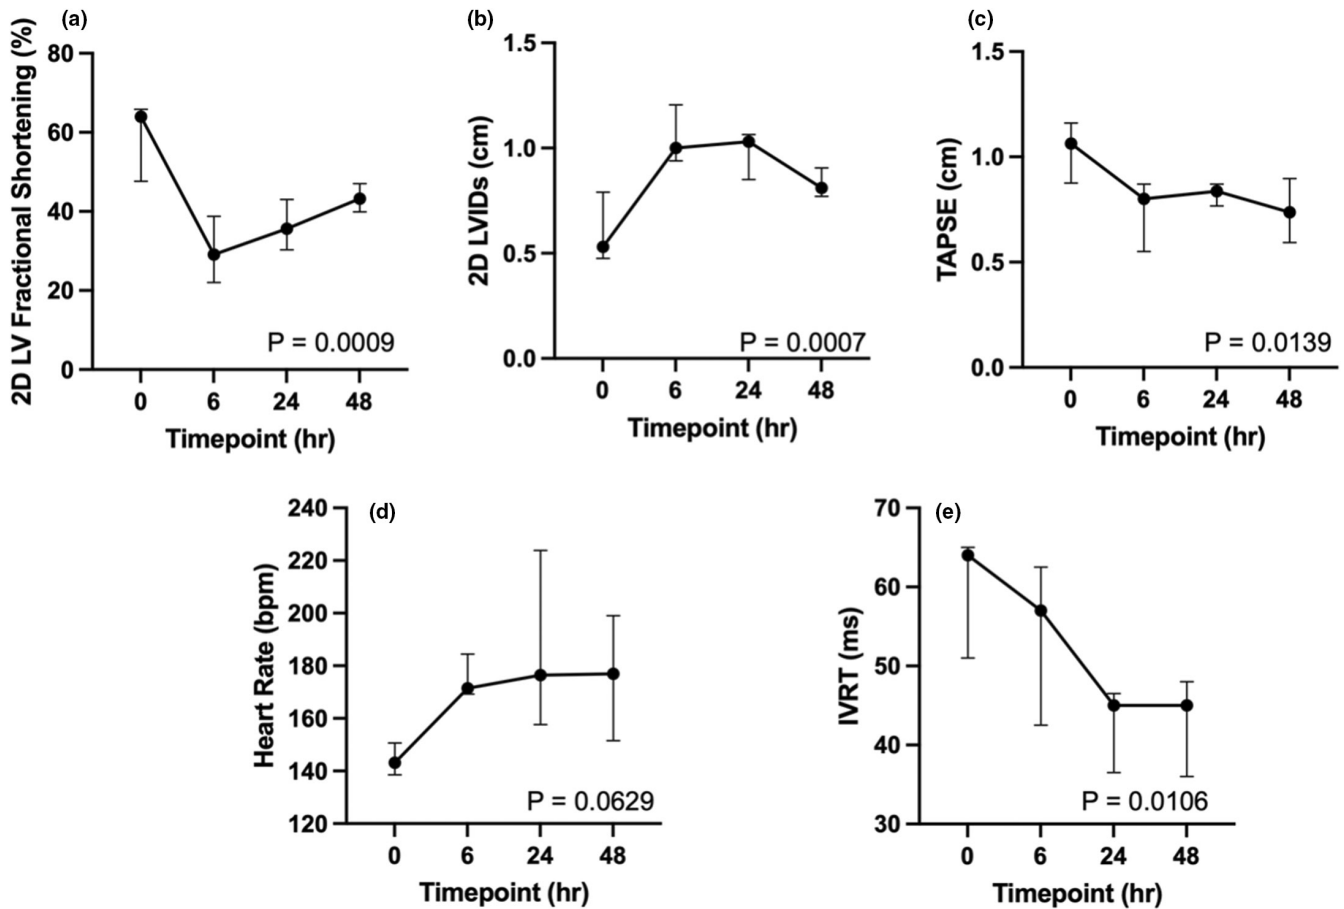 (a)
2D LV Fractional Shortening (%)
80
60
40
20
0
P = 0.0009
0 6 24 48
Timepoint (hr)
(b)
2D LVIDs (cm)
1.5
1.0
0.5
0.0
P = 0.0007
0 6 24 48
Timepoint (hr)
(c)
TAPSE (cm)
1.5
1.0
0.5
0.0
P = 0.0139
0 6 24 48
Timepoint (hr)
(d)
Heart Rate (bpm)
240
220
200
180
160
140
120
P = 0.0629
0 6 24 48
Timepoint (hr)
(e)
IVRT (ms)
70
60
50
40
30
P = 0.0106
0 6 24 48
Timepoint (hr)